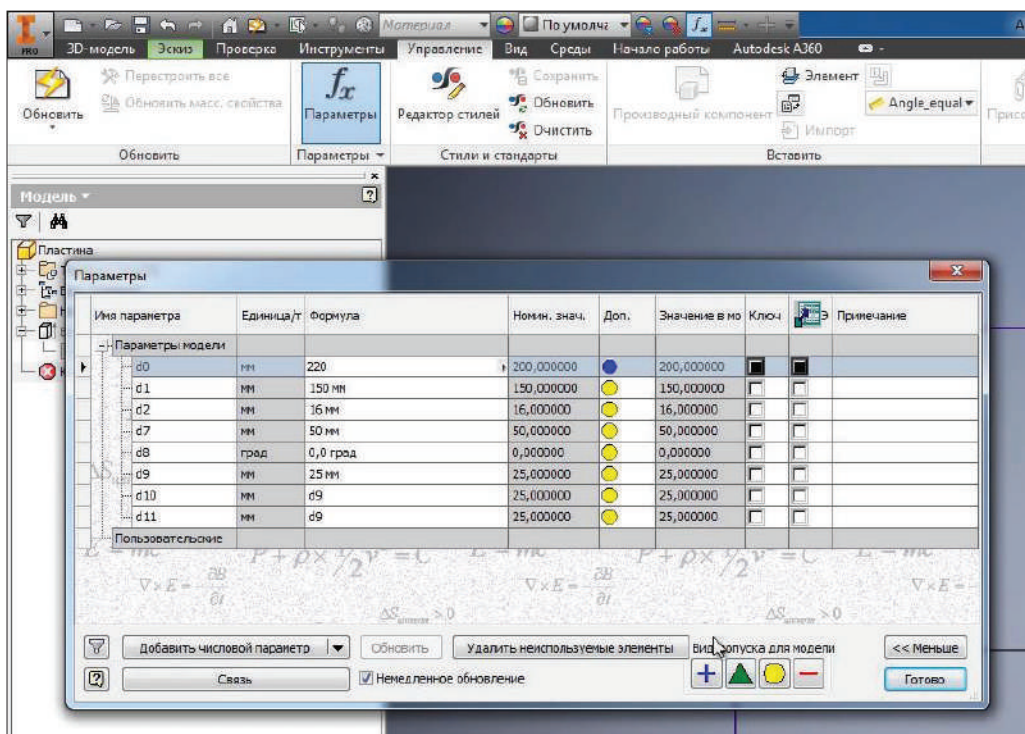 Материал
По умолча
fx
PRO
3D-модель Эскиз Проверка Инструменты Управление Вид Среды Начало работы Autodesk A360
Обновить
Перестроить все
Обновить масс. свойства
fx
Параметры
Редактор стилей
Сохранить
Обновить
Очистить
Производный компонент
Элемент
Импорт
Angle_equal
Обновить Параметры Стили и стандарты Вставить
Модель
Пластина
Параметры
Имя параметра Единица/т Формула Номин. знач. Доп. Значение в мо Ключ Э Примечание
Параметры модели
d0 мм 220 200,000000 200,000000
d1 мм 150 мм 150,000000 150,000000
d2 мм 16 мм 16,000000 16,000000
d7 мм 50 мм 50,000000 50,000000
d8 град 0,0 град 0,000000 0,000000
d9 мм 25 мм 25,000000 25,000000
d10 мм d9 25,000000 25,000000
d11 мм d9 25,000000 25,000000
Пользовательские
Добавить числовой параметр Обновить Удалить неиспользуемые элементы Вид допуска для модели << Меньше
Связь Немедленное обновление Готово